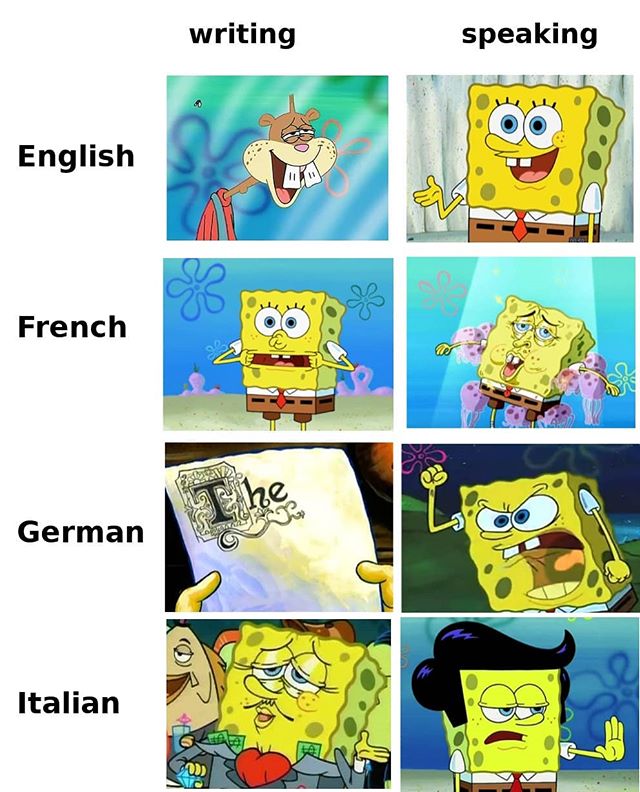 writing speaking
English
French
German
The
Italian